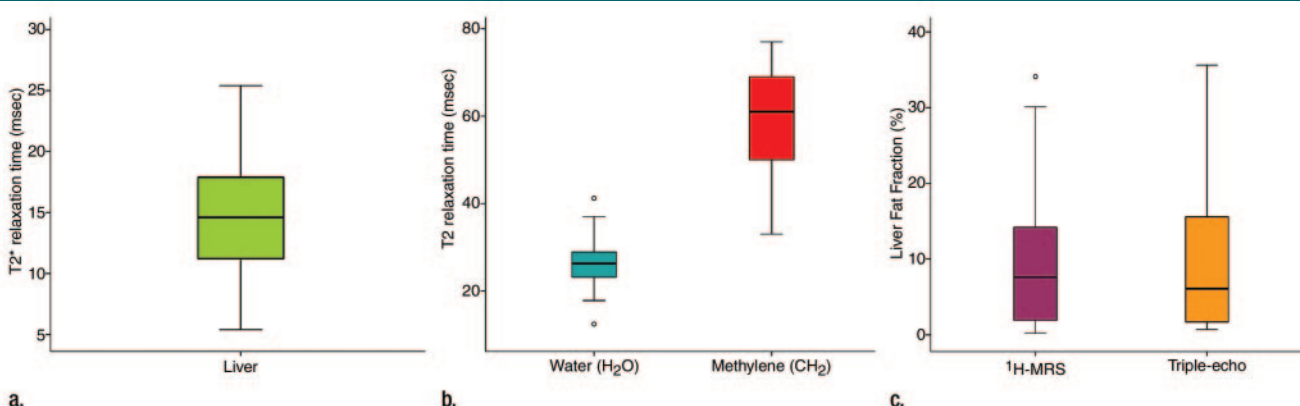 T2* relaxation time (msec)
30
25
20
15
10
5
Liver
a.
T2 relaxation time (msec)
80
60
40
20
Water (H2O)
Methylene (CH2)
b.
Liver Fat Fraction (%)
40
30
20
10
0
1H-MRS
Triple-echo
c.